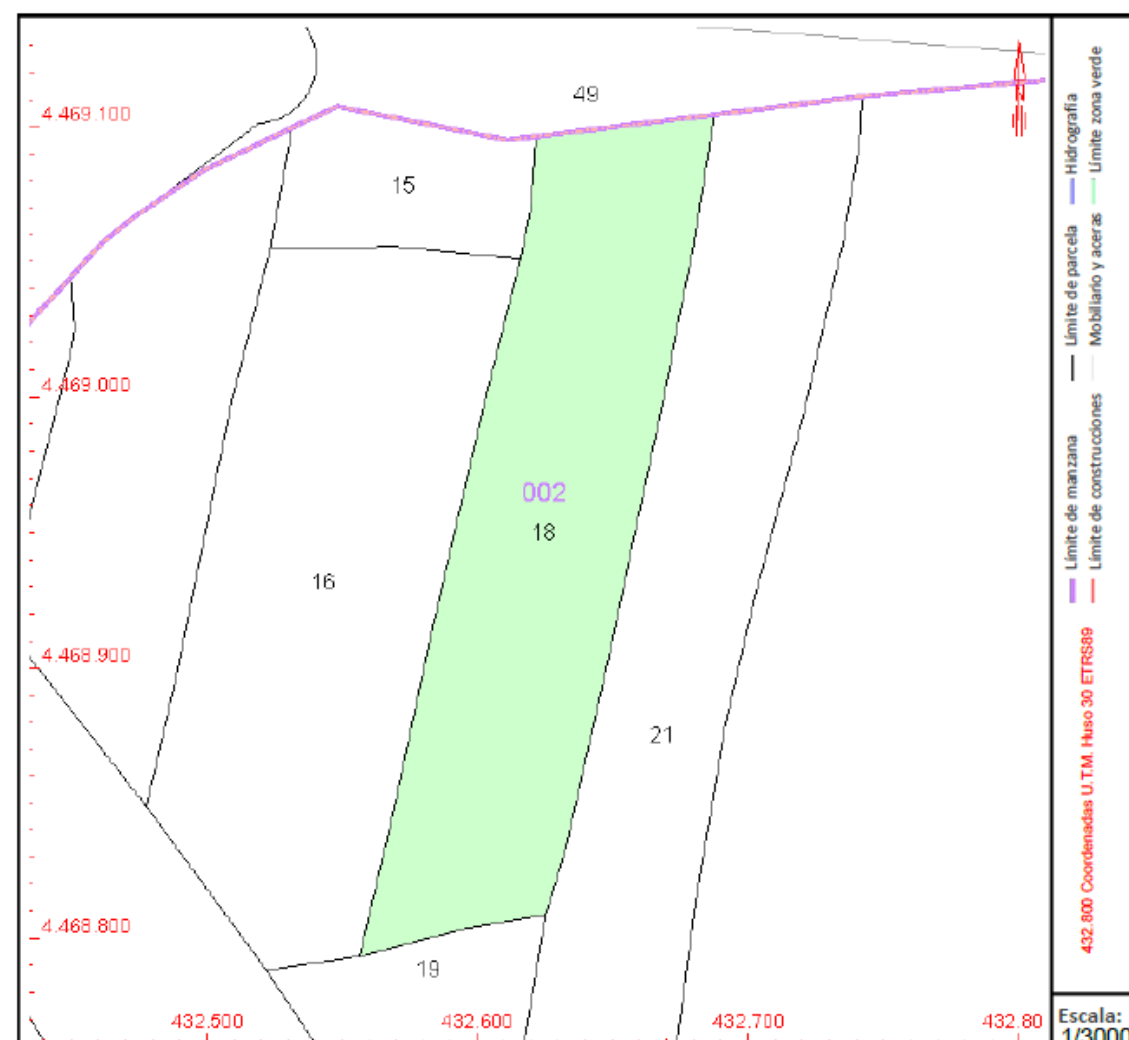 4.469.100
49
15
4.469.000
002
18
16
4.468.900
21
4.468.800
19
432.500
432.600
432.700
432.80
Hidrografía
Límite zona verde
Límite de parcela
Mobiliario y aceras
Límite de manzana
Límite de construcciones
432.800 Coordenadas U.T.M. Huso 30 ETRS89
Escala:
1/3000